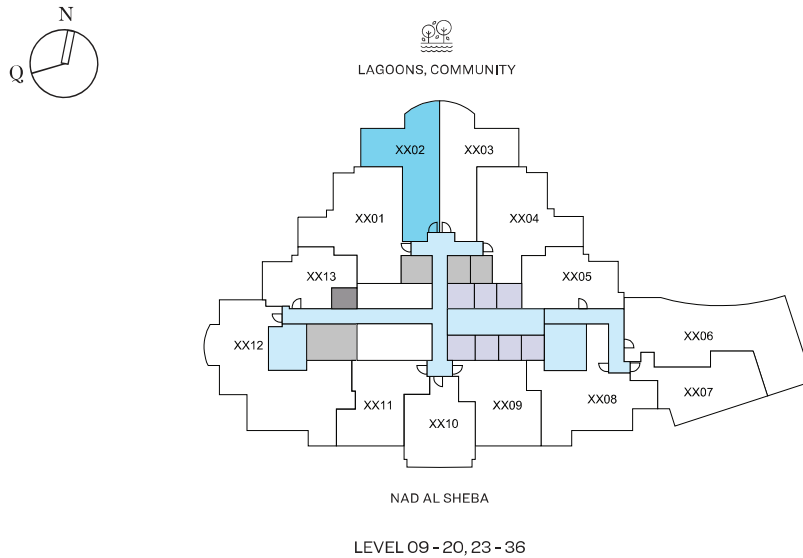 N
Q
LAGOONS, COMMUNITY
XX02
XX03
XX01
XX04
XX13
XX05
XX12
XX06
XX11
XX10
XX09
XX08
XX07
NAD AL SHEBA
LEVEL 09 - 20, 23 - 36